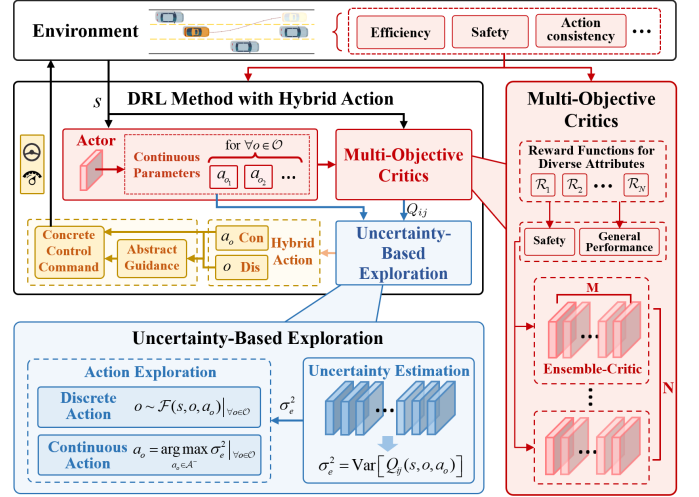 Environment
Efficiency
Safety
Action
consistency
...
s
DRL Method with Hybrid Action
Actor
Continuous
Parameters
for ∀o∈𝒪
a_{o_1}
a_{o_2}
...
Multi-Objective
Critics
Q_{ij}
Concrete
Control
Command
Abstract
Guidance
a_o Con
o Dis
Hybrid
Action
Uncertainty-
Based
Exploration
Multi-Objective
Critics
Reward Functions for
Diverse Attributes
ℛ_1
ℛ_2
...
ℛ_N
Safety
General
Performance
M
...
Ensemble-Critic
N
...
Uncertainty-Based Exploration
Action Exploration
Discrete
Action
o ~ ℱ(s,o,a_o)|_{∀o∈𝒪}
Continuous
Action
a_o = arg max σ_e^2|_{∀o∈𝒪}
a_o∈𝒜^-
σ_e^2
Uncertainty Estimation
...
σ_e^2 = Var[Q_{ij}(s,o,a_o)]